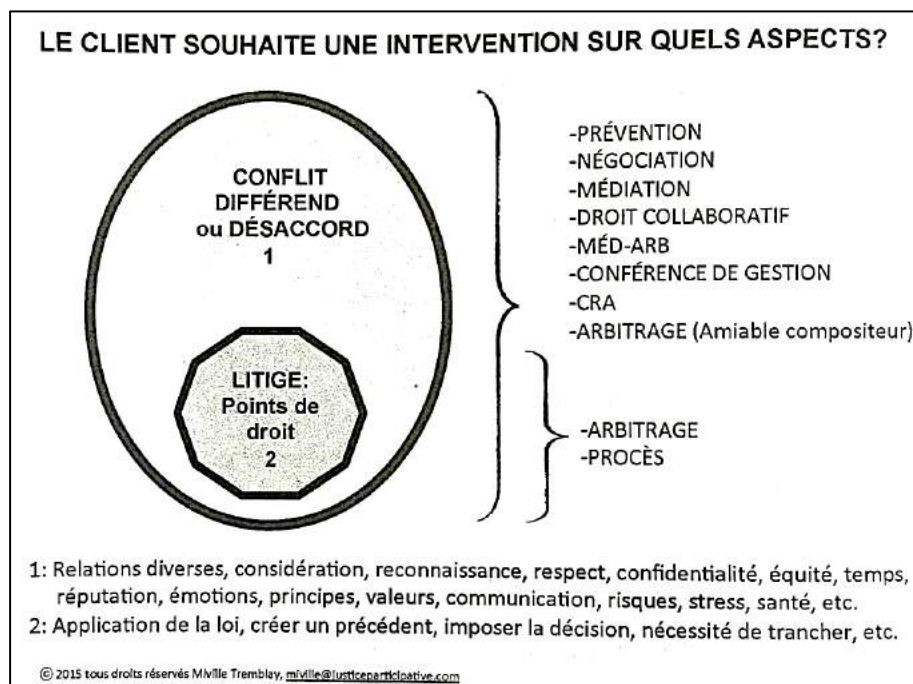 LE CLIENT SOUHAITE UNE INTERVENTION SUR QUELS ASPECTS?
CONFLIT
DIFFÉREND
ou DÉSACCORD
1
LITIGE:
Points de
droit
2
-PRÉVENTION
-NÉGOCIATION
-MÉDIATION
-DROIT COLLABORATIF
-MÉD-ARB
-CONFÉRENCE DE GESTION
-CRA
-ARBITRAGE (Amiable compositeur)
-ARBITRAGE
-PROCÈS
1: Relations diverses, considération, reconnaissance, respect, confidentialité, équité, temps,
réputation, émotions, principes, valeurs, communication, risques, stress, santé, etc.
2: Application de la loi, créer un précédent, imposer la décision, nécessité de trancher, etc.
© 2015 tous droits réservés Miville Tremblay, miville@justiceparticipative.com